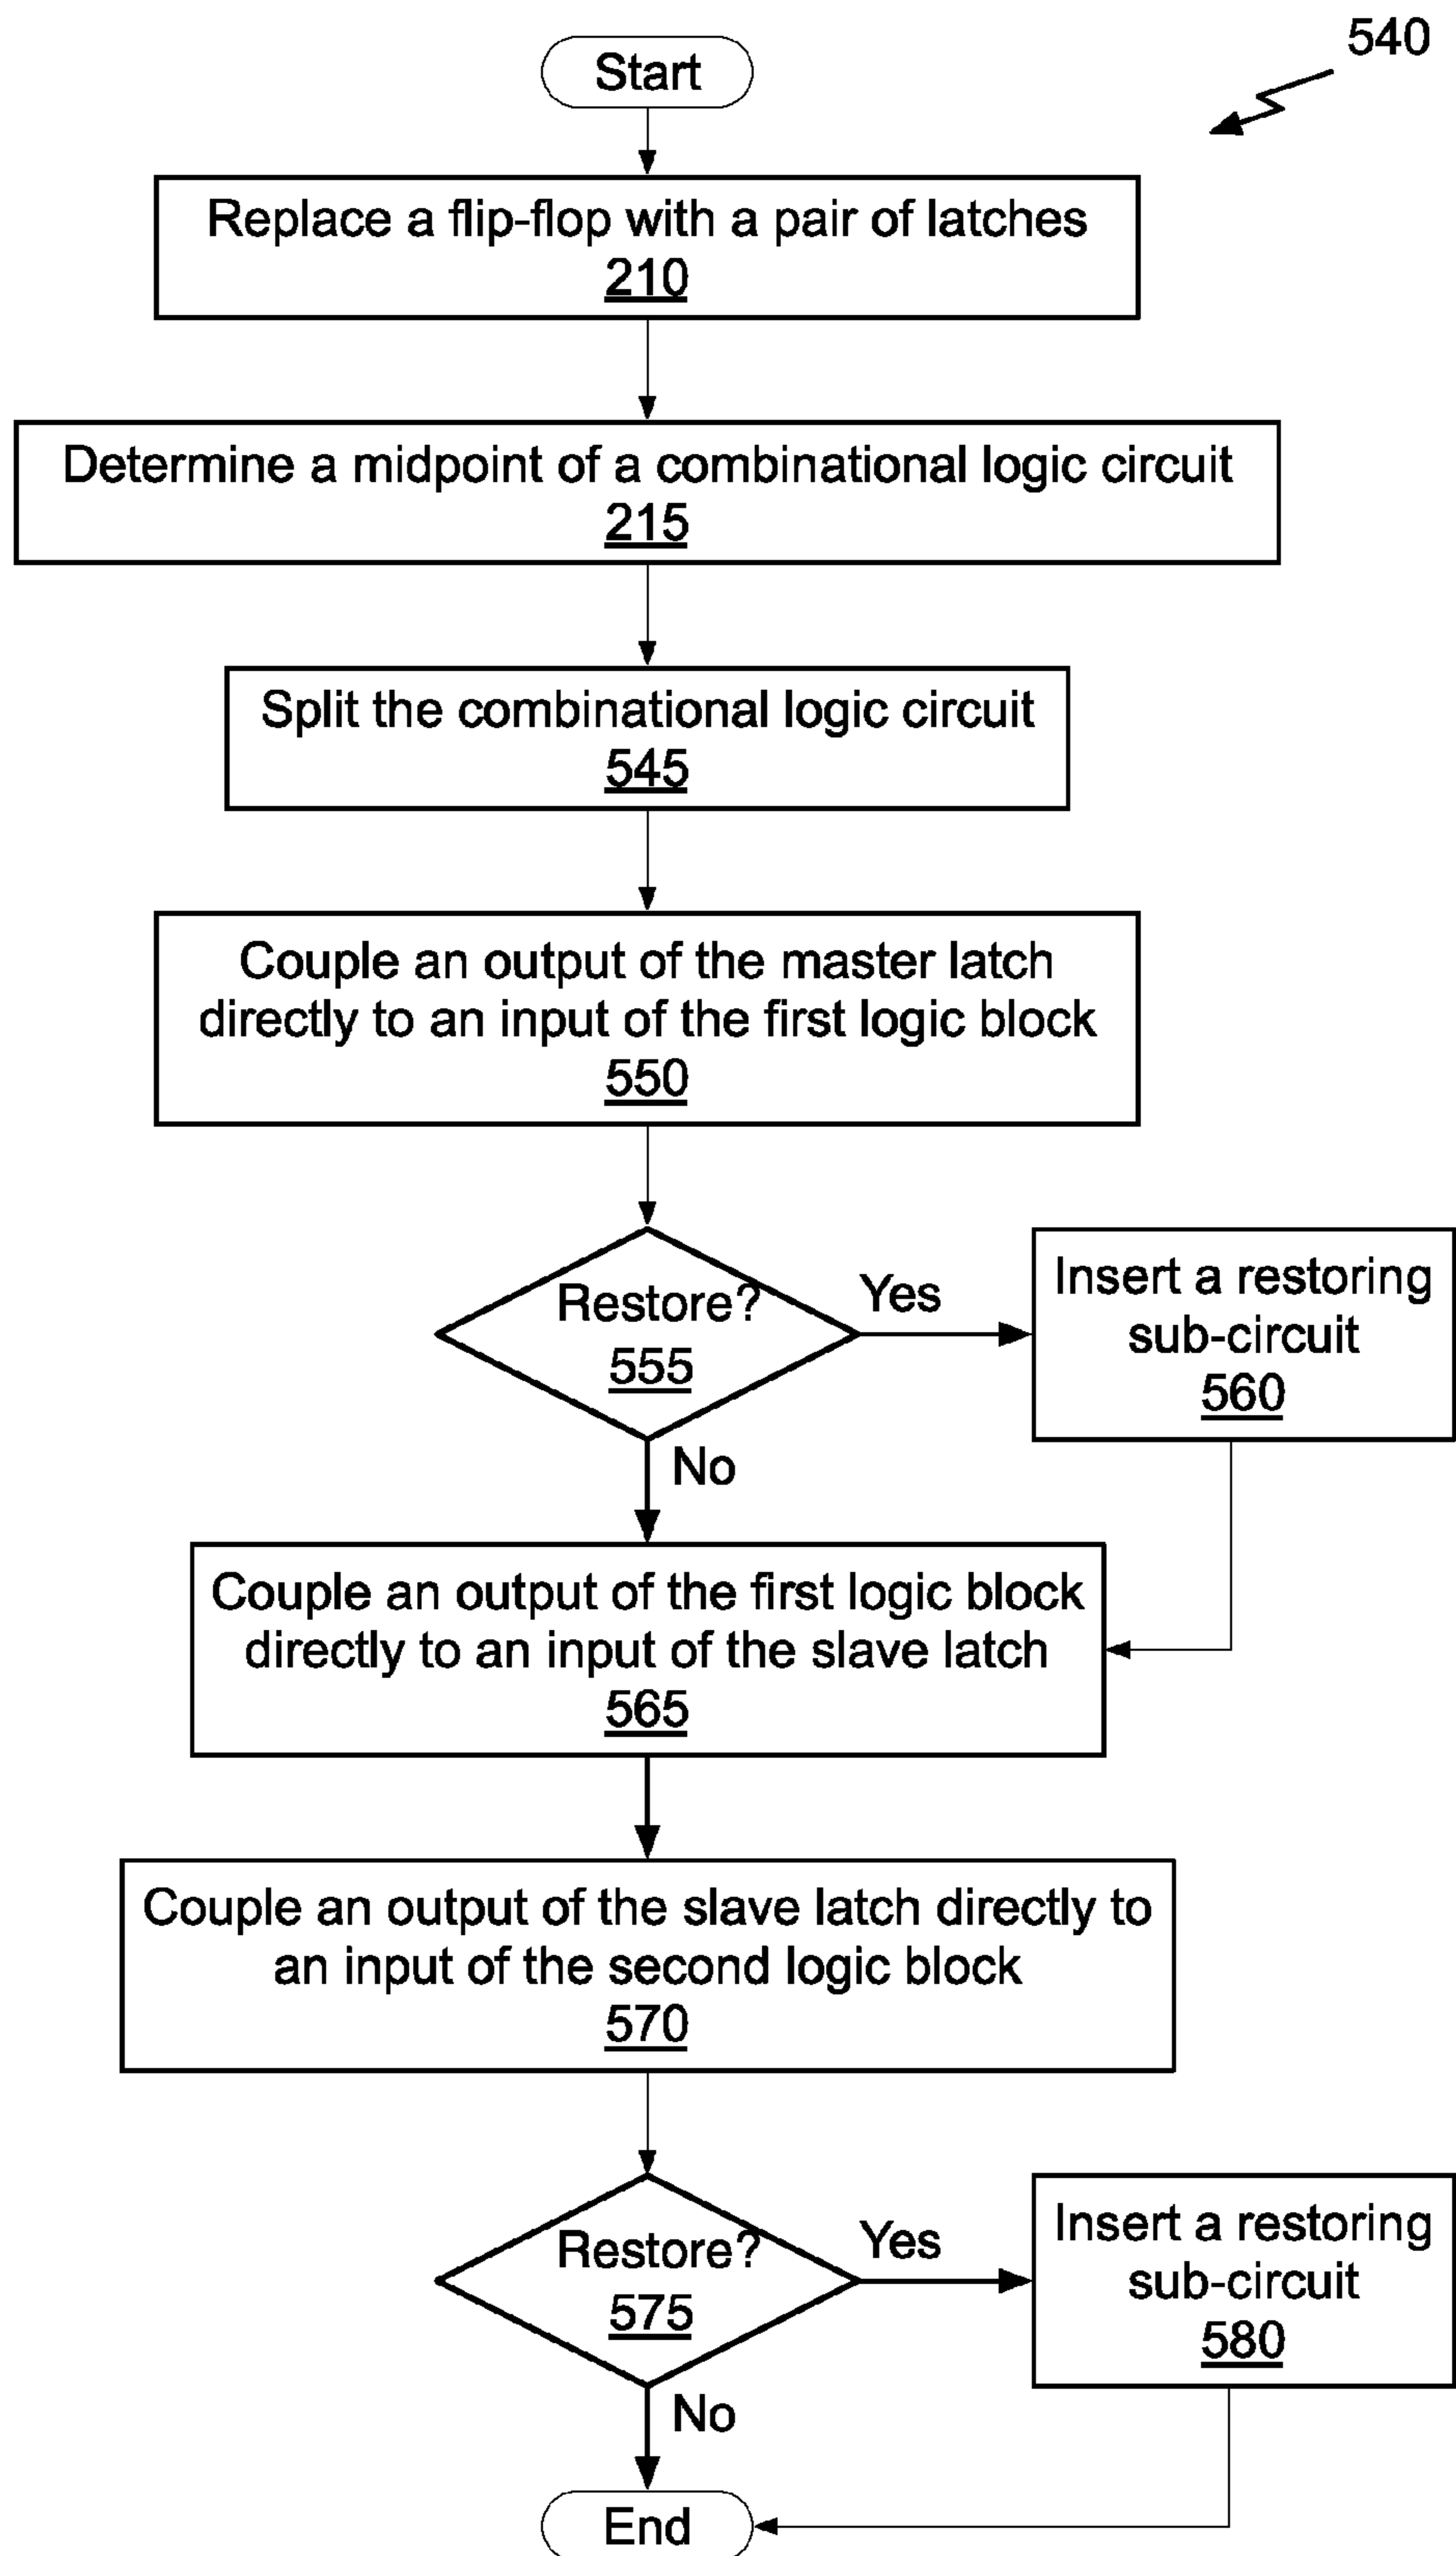 540
Start
Replace a flip-flop with a pair of latches
210
Determine a midpoint of a combinational logic circuit
215
Split the combinational logic circuit
545
Couple an output of the master latch
directly to an input of the first logic block
550
Restore?
555
Yes
Insert a restoring
sub-circuit
560
No
Couple an output of the first logic block
directly to an input of the slave latch
565
Couple an output of the slave latch directly to
an input of the second logic block
570
Restore?
575
Yes
Insert a restoring
sub-circuit
580
No
End